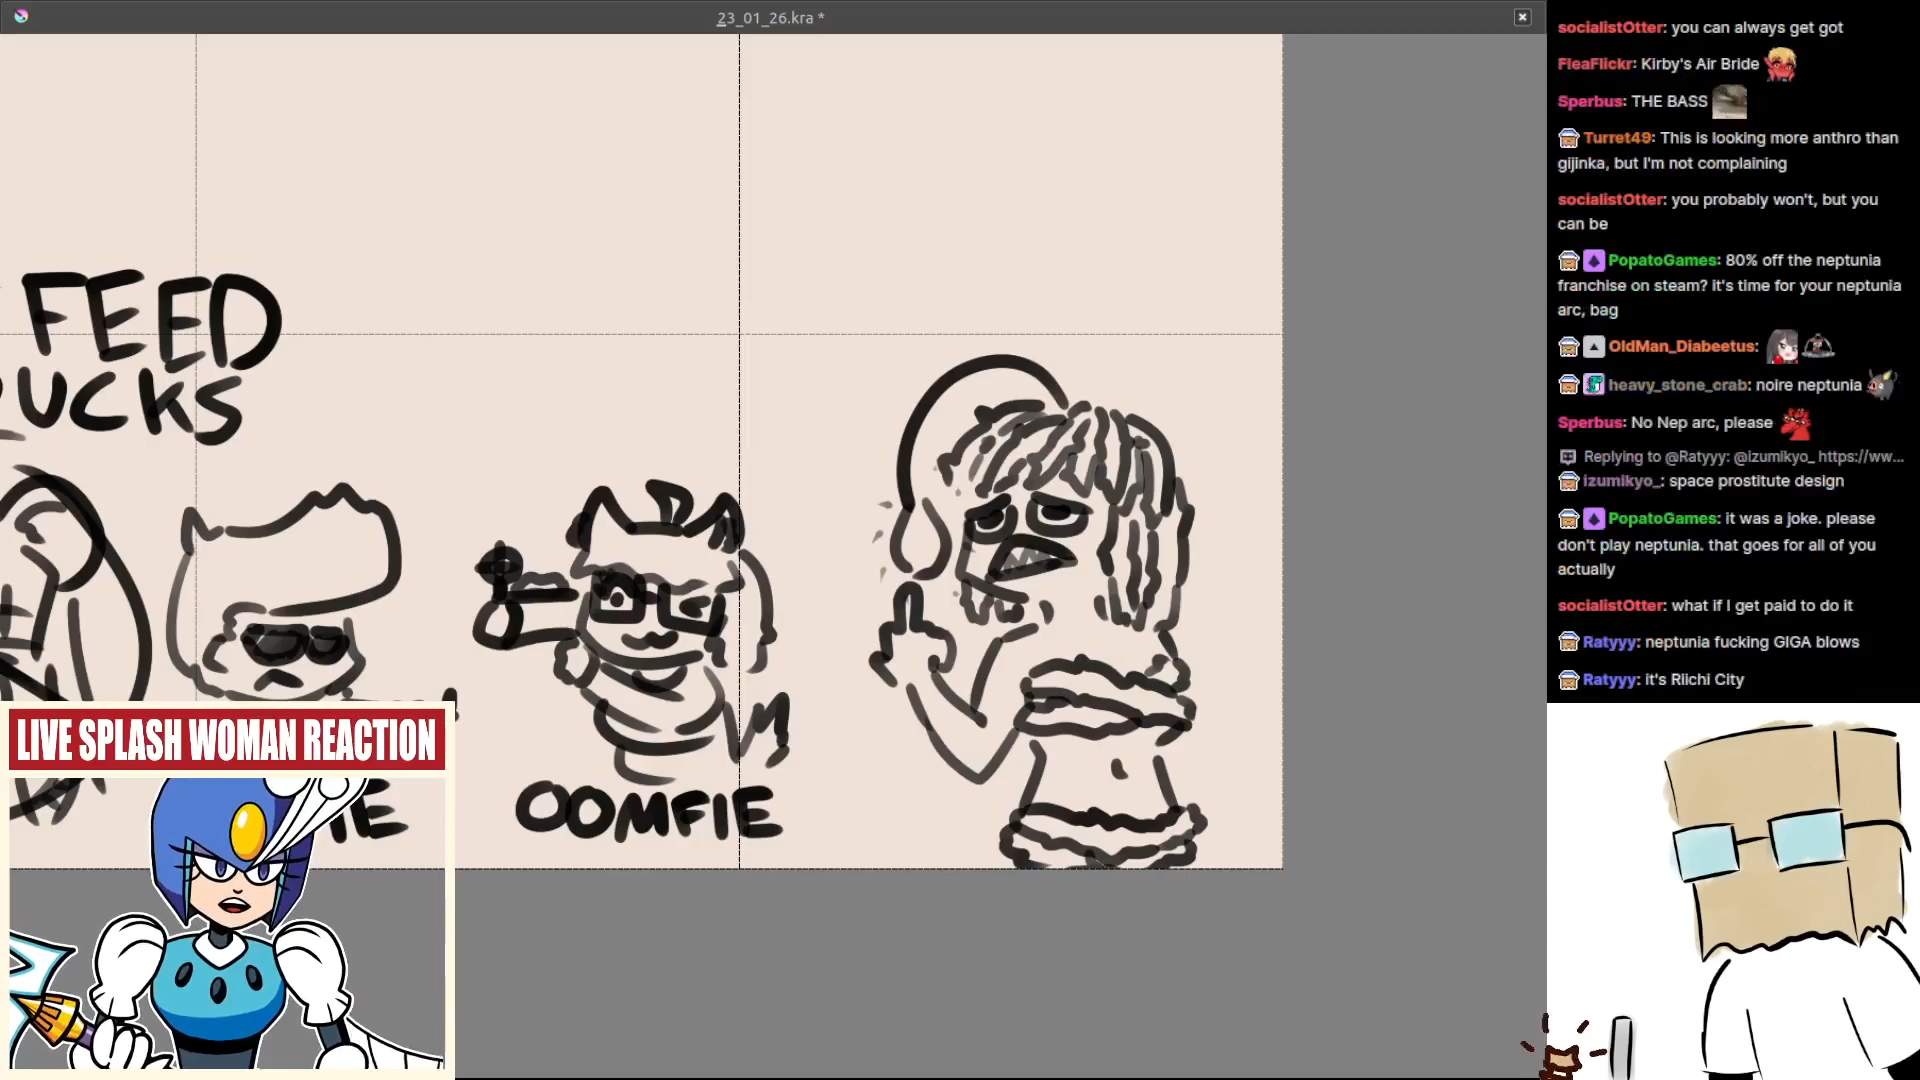 23_01_26.kra *
FEED
UCKS
OOMFIE
IE
LIVE SPLASH WOMAN REACTION
socialistOtter: you can always get got
FleaFlickr: Kirby's Air Bride
Sperbus: THE BASS
Turret49: This is looking more anthro than
gijinka, but I'm not complaining
socialistOtter: you probably won't, but you
can be
PopatoGames: 80% off the neptunia
franchise on steam? it's time for your neptunia
arc, bag
OldMan_Diabeetus:
heavy_stone_crab: noire neptunia
Sperbus: No Nep arc, please
Replying to @Ratyyy: @izumikyo_ https://ww...
izumikyo_: space prostitute design
PopatoGames: it was a joke. please
don't play neptunia. that goes for all of you
actually
socialistOtter: what if I get paid to do it
Ratyyy: neptunia fucking GIGA blows
Ratyyy: it's Riichi City